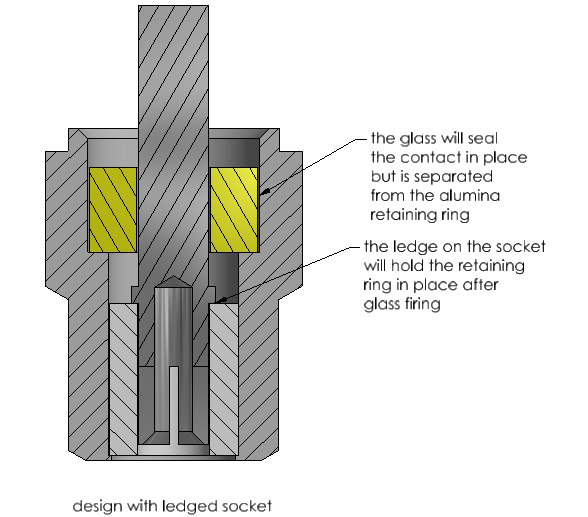 the glass will seal
the contact in place
but is separated
from the alumina
retaining ring
the ledge on the socket
will hold the retaining
ring in place after
glass firing
design with ledged socket